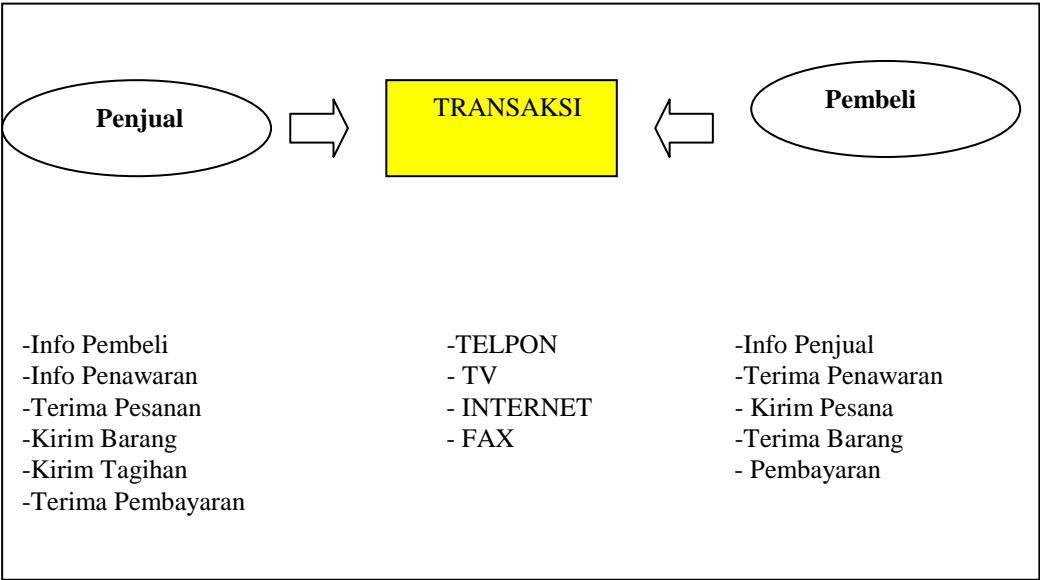 Penjual
TRANSAKSI
Pembeli
-Info Pembeli
-Info Penawaran
-Terima Pesanan
-Kirim Barang
-Kirim Tagihan
-Terima Pembayaran
-TELPON
- TV
- INTERNET
- FAX
-Info Penjual
-Terima Penawaran
- Kirim Pesana
-Terima Barang
- Pembayaran